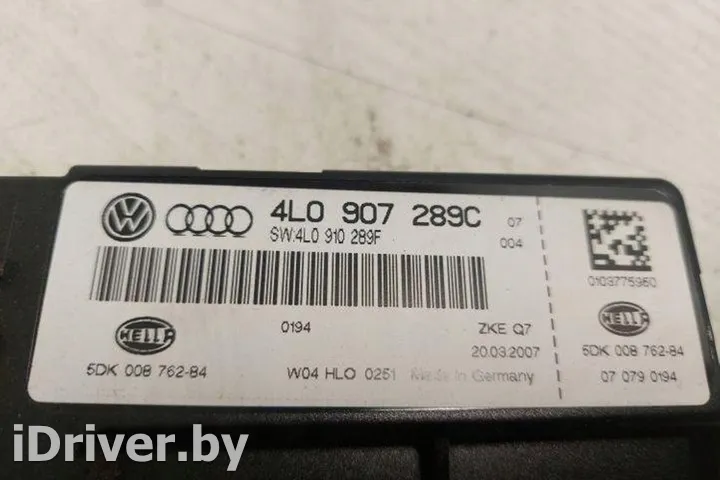 4L0 907 289C
07
SW:4L0 910 289F
004
0103775960
0194
ZKE Q7
HELLA
HELLA
20.03.2007
5DK 008 762-84
W04 HLO 0251 Made in Germany
5DK 008 762-84
07 079 0194
iDriver.by